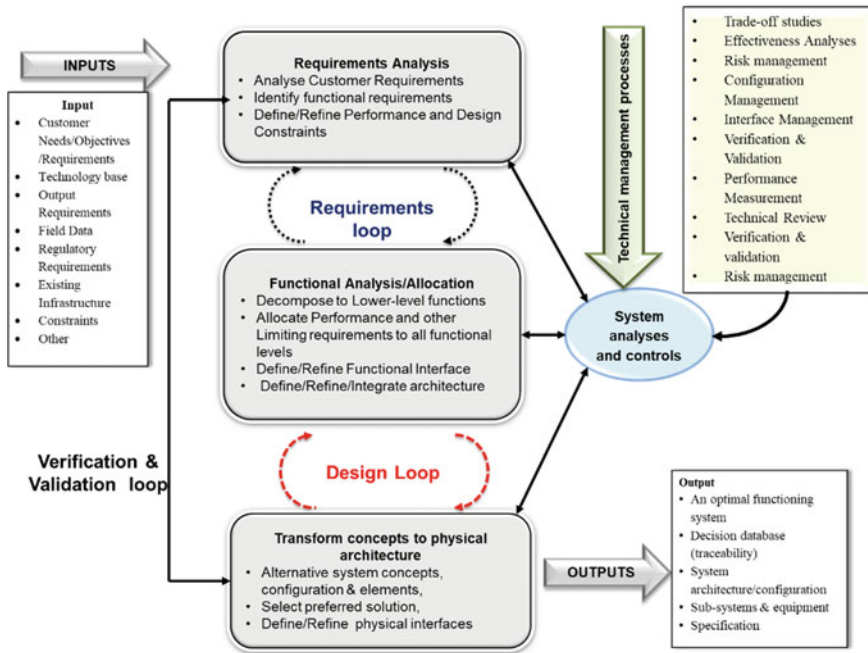 INPUTS
Input
• Customer
Needs/Objectives
/Requirements
• Technology base
• Output
Requirements
• Field Data
• Regulatory
Requirements
• Existing
Infrastructure
• Constraints
• Other
Requirements Analysis
• Analyse Customer Requirements
• Identify functional requirements
• Define/Refine Performance and Design
Constraints
Requirements
loop
Functional Analysis/Allocation
• Decompose to Lower-level functions
• Allocate Performance and other
Limiting requirements to all functional
levels
• Define/Refine Functional Interface
• Define/Refine/Integrate architecture
Verification &
Validation loop
Design Loop
Transform concepts to physical
architecture
• Alternative system concepts,
configuration & elements,
• Select preferred solution,
• Define/Refine physical interfaces
Technical management processes
• Trade-off studies
• Effectiveness Analyses
• Risk management
• Configuration
Management
• Interface Management
• Verification &
Validation
• Performance
Measurement
• Technical Review
• Verification &
validation
• Risk management
System
analyses
and controls
OUTPUTS
Output
• An optimal functioning
system
• Decision database
(traceability)
• System
architecture/configuration
• Sub-systems & equipment
• Specification